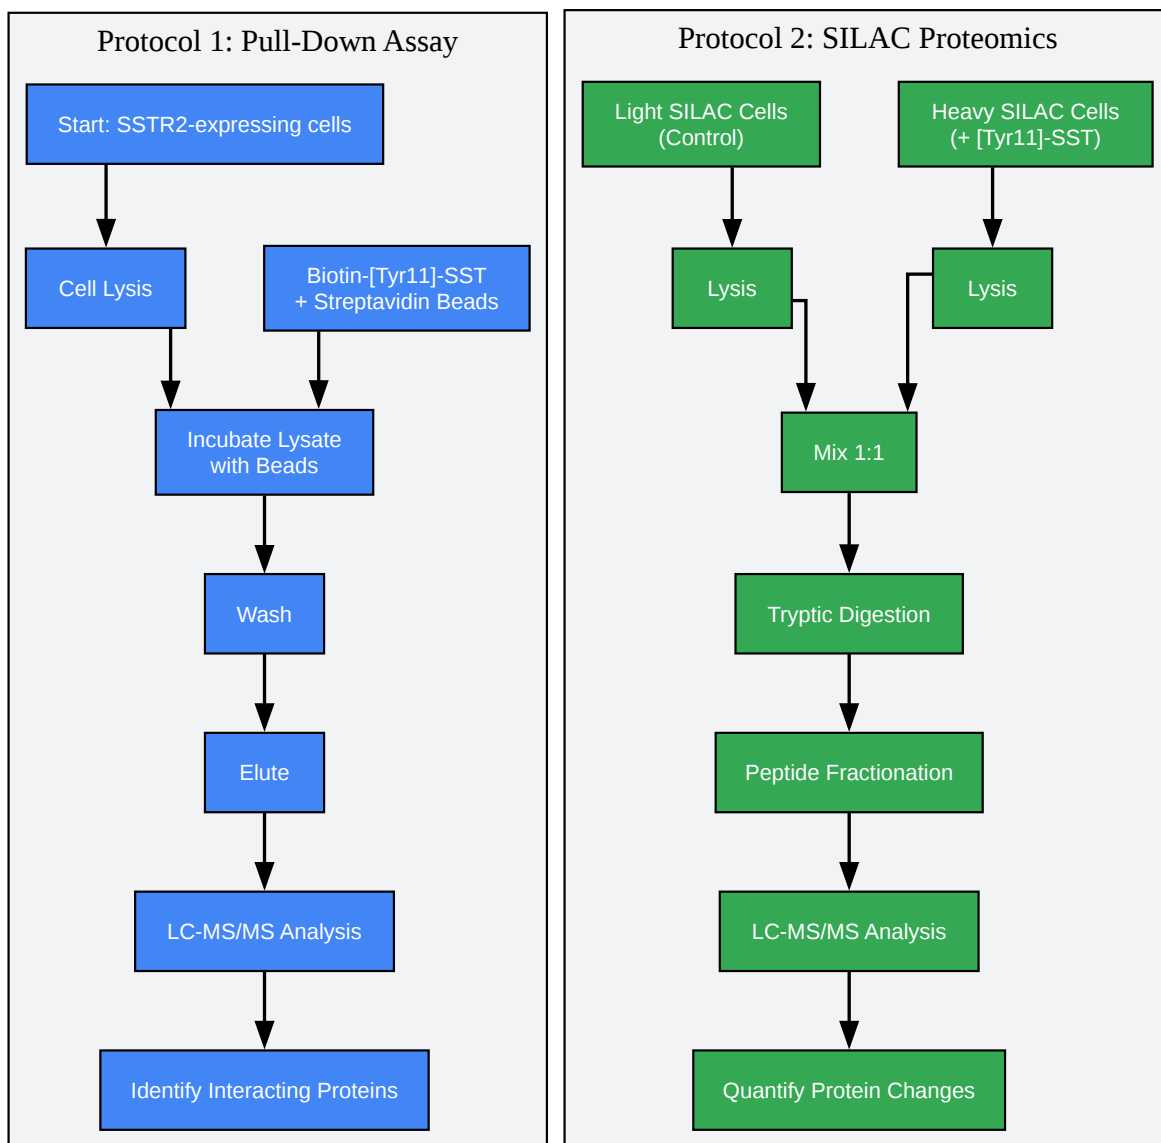 Protocol 1: Pull-Down Assay
Start: SSTR2-expressing cells
Cell Lysis
Biotin-[Tyr11]-SST
+ Streptavidin Beads
Incubate Lysate
with Beads
Wash
Elute
LC-MS/MS Analysis
Identify Interacting Proteins
Protocol 2: SILAC Proteomics
Light SILAC Cells
(Control)
Heavy SILAC Cells
(+ [Tyr11]-SST)
Lysis
Lysis
Mix 1:1
Tryptic Digestion
Peptide Fractionation
LC-MS/MS Analysis
Quantify Protein Changes